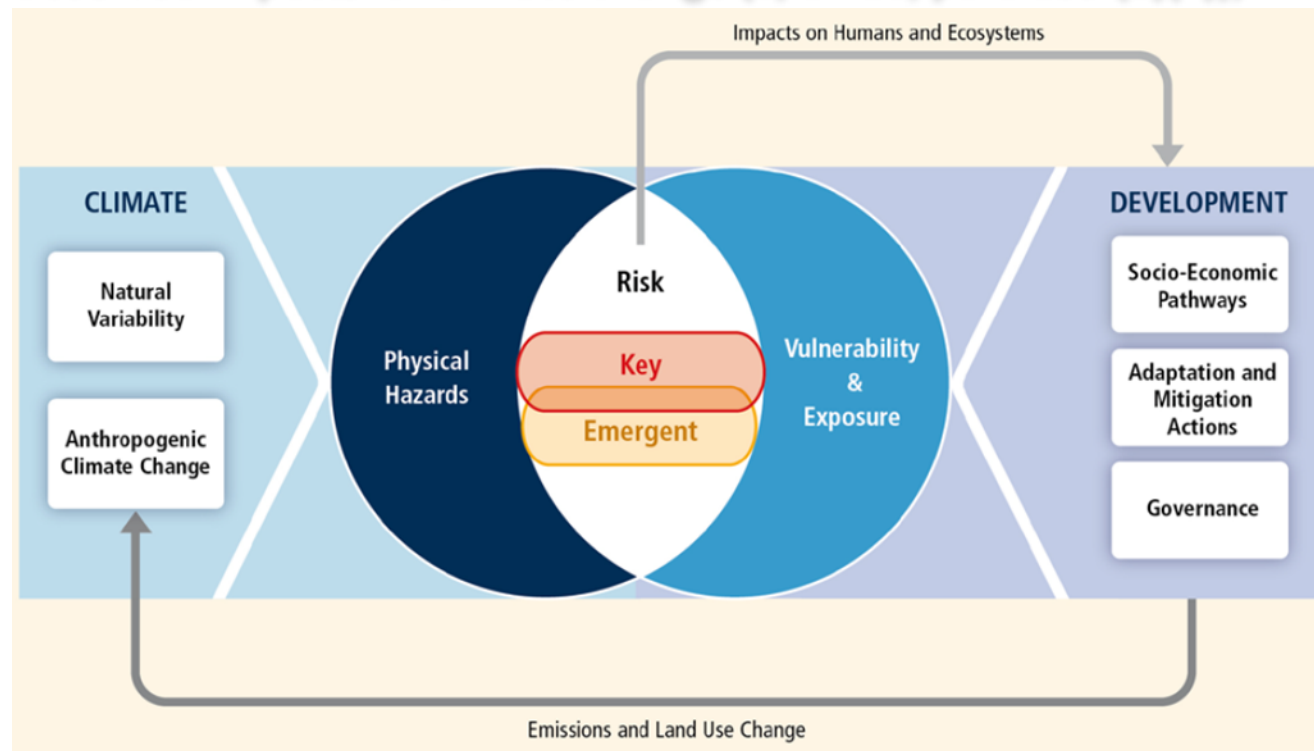 Impacts on Humans and Ecosystems
CLIMATE
Natural
Variability
Anthropogenic
Climate Change
Physical
Hazards
Risk
Key
Emergent
Vulnerability
&
Exposure
DEVELOPMENT
Socio-Economic
Pathways
Adaptation and
Mitigation
Actions
Governance
Emissions and Land Use Change